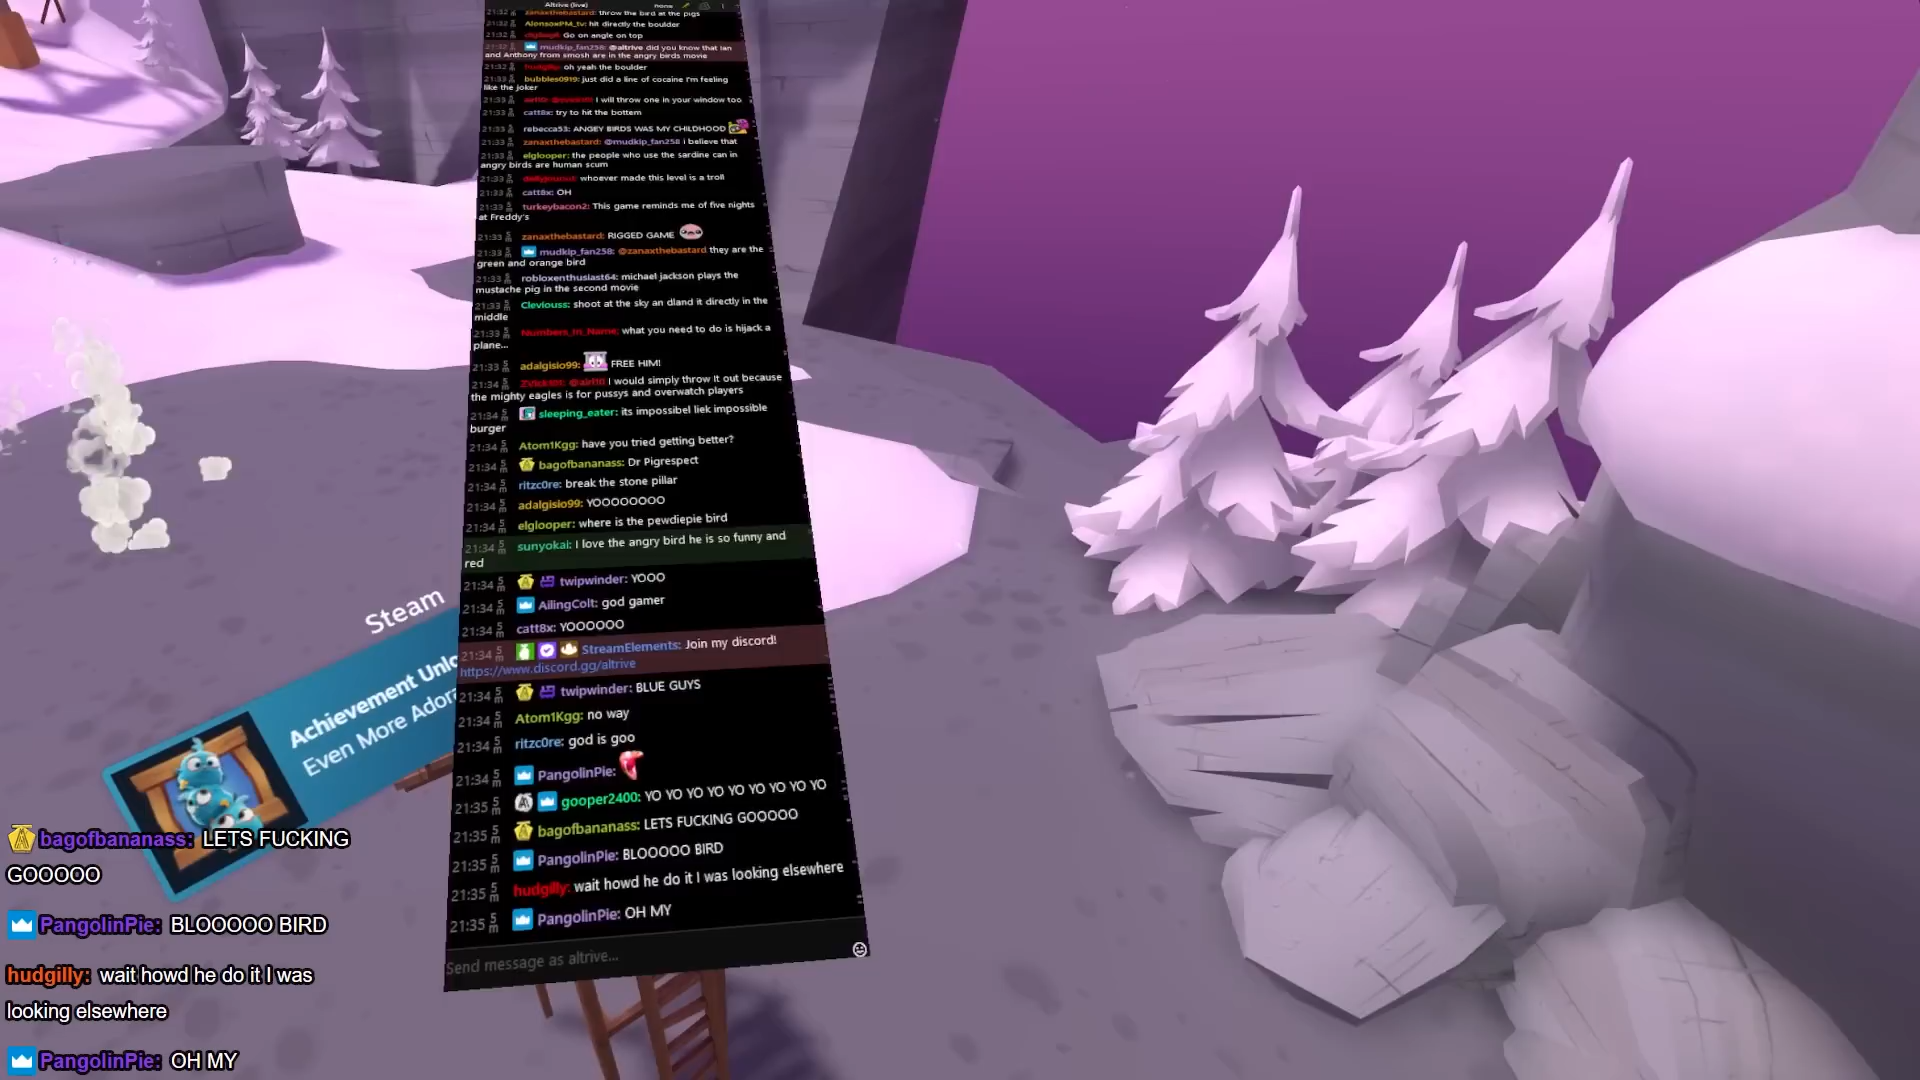 Altrive (live)
none
21:32 zanaxthebastard: throw the bird at the pigs
21:32 AlonsoxPM_tv: hit directly the boulder
21:32 Go on angle on top
21:32 mudkip_fan258: @altrive did you know that Ian
and Anthony from smosh are in the angry birds movie
21:32 hudgilly: oh yeah the boulder
21:33 bubbles0919: just did a line of cocaine I'm feeling
like the joker
21:33 I will throw one in your window too
21:33 catt8x: try to hit the bottem
21:33 rebecca53: ANGEY BIRDS WAS MY CHILDHOOD
21:33 zanaxthebastard: @mudkip_fan258 i believe that
21:33 elglooper: the people who use the sardine can in
angry birds are human scum
21:33 whoever made this level is a troll
21:33 catt8x: OH
21:33 turkeybacon2: This game reminds me of five nights
at Freddy's
21:33 zanaxthebastard: RIGGED GAME
21:33 mudkip_fan258: @zanaxthebastard they are the
green and orange bird
21:33 robloxenthusiast64: michael jackson plays the
mustache pig in the second movie
21:33 Cleviouss: shoot at the sky an dland it directly in the
middle
21:33 Numbers_In_Name: what you need to do is hijack a
plane...
21:33 adalgisio99: FREE HIM!
21:34 I would simply throw it out because
the mighty eagles is for pussys and overwatch players
21:34 sleeping_eater: its impossibel liek impossible
burger
21:34 Atom1Kgg: have you tried getting better?
21:34 bagofbananass: Dr Pigrespect
21:34 ritzc0re: break the stone pillar
21:34 adalgisio99: YOOOOOOOO
21:34 elglooper: where is the pewdiepie bird
21:34 sunyokai: I love the angry bird he is so funny and
red
21:34 twipwinder: YOOO
21:34 AilingColt: god gamer
21:34 catt8x: YOOOOOO
21:34 StreamElements: Join my discord!
https://www.discord.gg/altrive
21:34 twipwinder: BLUE GUYS
21:34 Atom1Kgg: no way
21:34 ritzc0re: god is goo
21:34 PangolinPie:
21:35 gooper2400: YO YO YO YO YO YO YO YO YO
21:35 bagofbananass: LETS FUCKING GOOOOO
21:35 PangolinPie: BLOOOOO BIRD
21:35 hudgilly: wait howd he do it I was looking elsewhere
21:35 PangolinPie: OH MY
Send message as altrive...
Steam
Achievement Unlo
Even More Ador
bagofbananass: LETS FUCKING
GOOOOO
PangolinPie: BLOOOOO BIRD
hudgilly: wait howd he do it I was
looking elsewhere
PangolinPie: OH MY